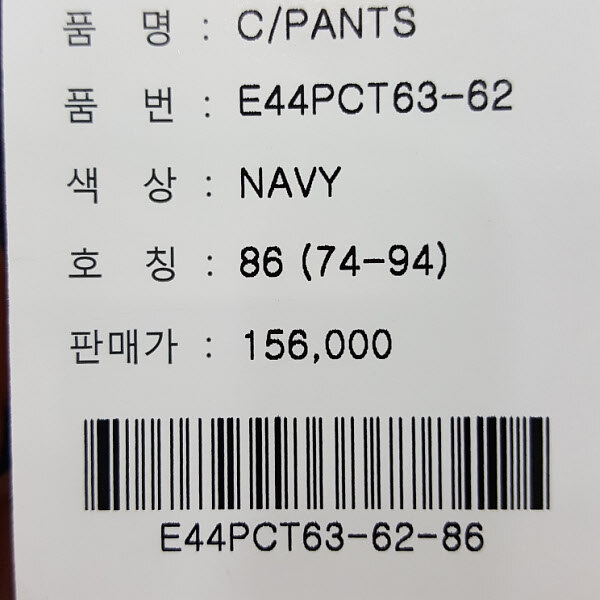 품 명 : C/PANTS
품 번 : E44PCT63-62
색 상 : NAVY
호 칭 : 86 (74-94)
판매가 : 156,000
E44PCT63-62-86